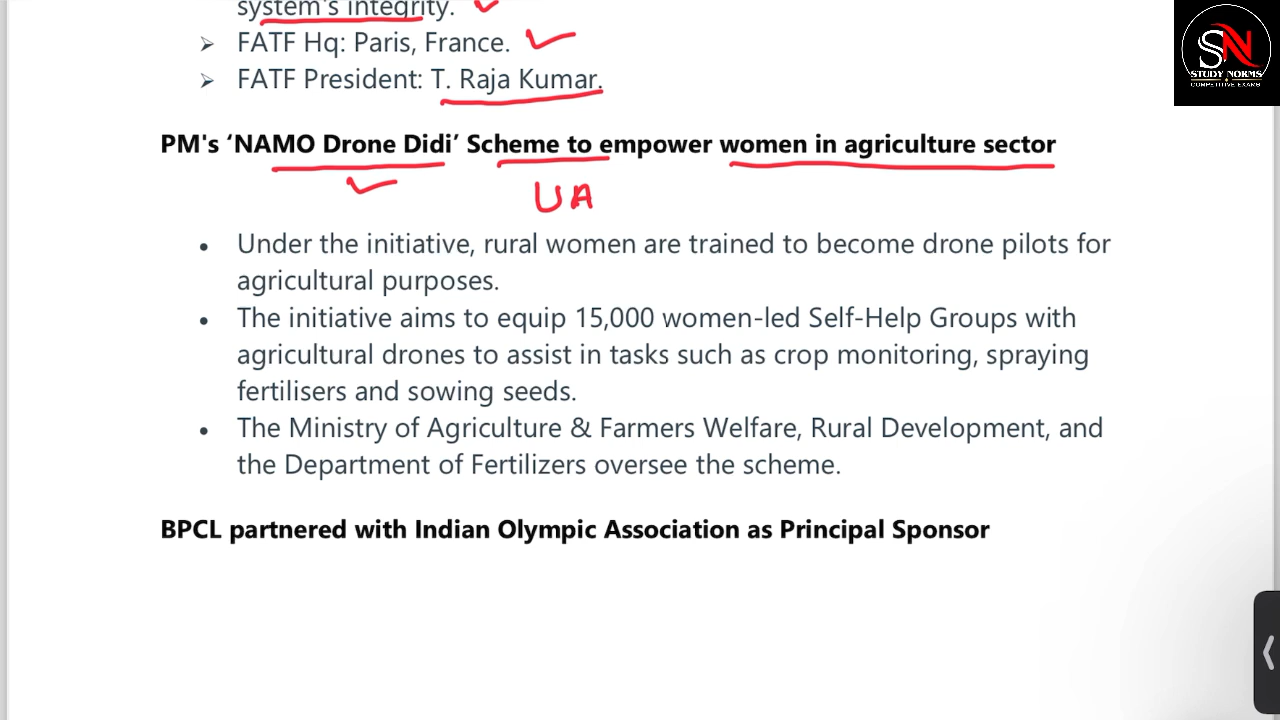 system's integrity.
➢ FATF Hq: Paris, France.
➢ FATF President: T. Raja Kumar.
PM's ‘NAMO Drone Didi’ Scheme to empower women in agriculture sector
UA
• Under the initiative, rural women are trained to become drone pilots for
agricultural purposes.
• The initiative aims to equip 15,000 women-led Self-Help Groups with
agricultural drones to assist in tasks such as crop monitoring, spraying
fertilisers and sowing seeds.
• The Ministry of Agriculture & Farmers Welfare, Rural Development, and
the Department of Fertilizers oversee the scheme.
BPCL partnered with Indian Olympic Association as Principal Sponsor
SN
STUDY NORMS
COMPETITIVE EXAMS